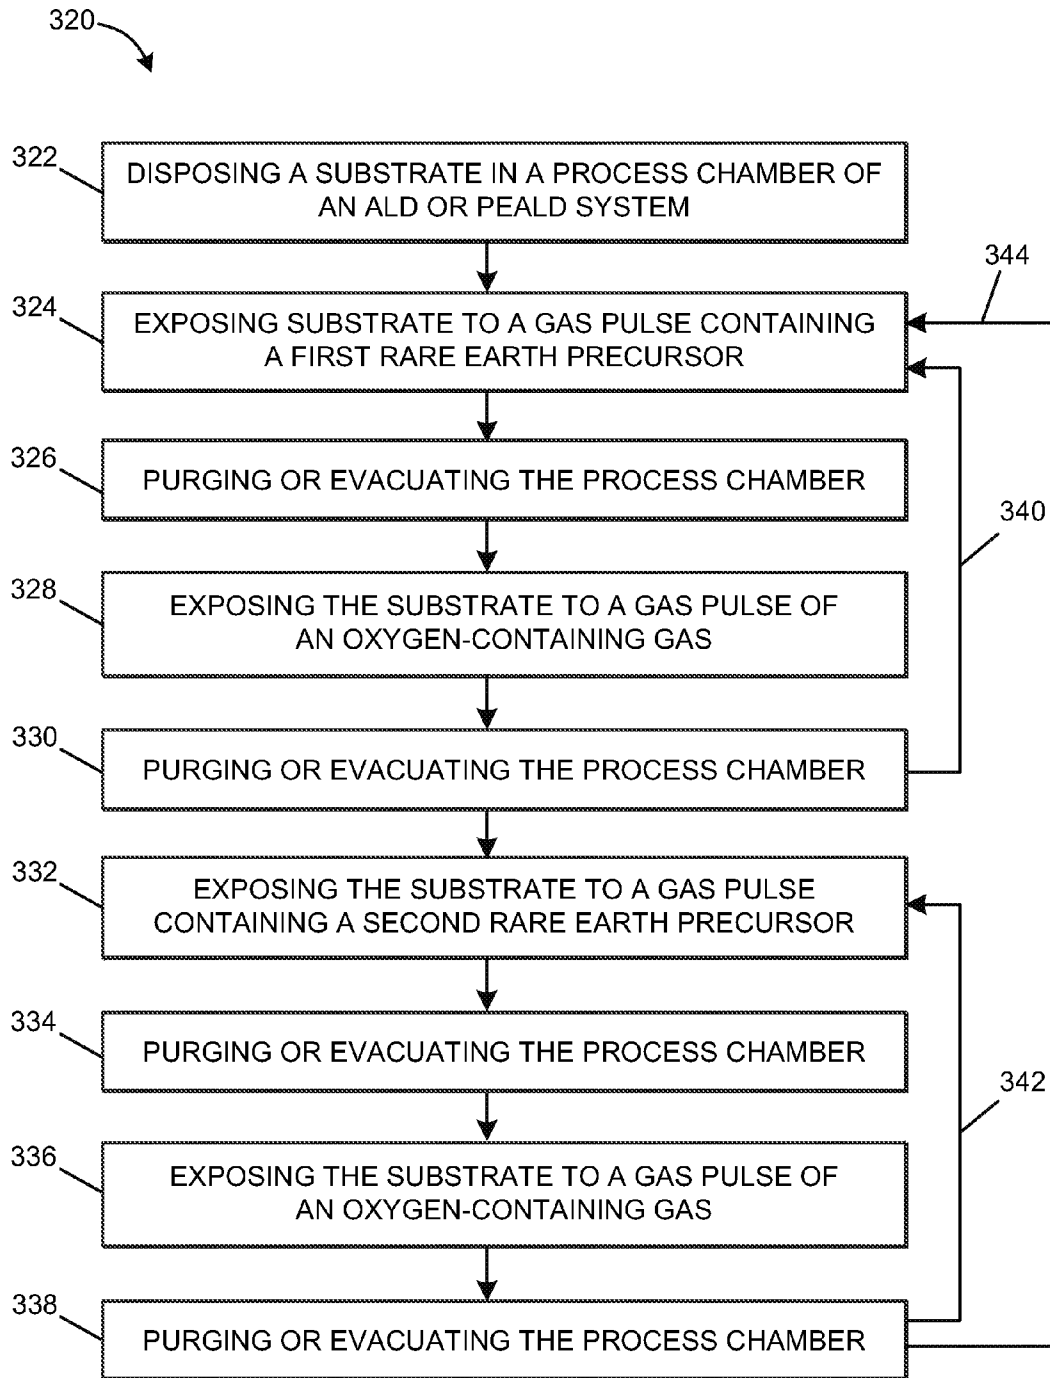 320
322
DISPOSING A SUBSTRATE IN A PROCESS CHAMBER OF
AN ALD OR PEALD SYSTEM
344
324
EXPOSING SUBSTRATE TO A GAS PULSE CONTAINING
A FIRST RARE EARTH PRECURSOR
326
PURGING OR EVACUATING THE PROCESS CHAMBER
340
328
EXPOSING THE SUBSTRATE TO A GAS PULSE OF
AN OXYGEN-CONTAINING GAS
330
PURGING OR EVACUATING THE PROCESS CHAMBER
332
EXPOSING THE SUBSTRATE TO A GAS PULSE
CONTAINING A SECOND RARE EARTH PRECURSOR
334
PURGING OR EVACUATING THE PROCESS CHAMBER
342
336
EXPOSING THE SUBSTRATE TO A GAS PULSE OF
AN OXYGEN-CONTAINING GAS
338
PURGING OR EVACUATING THE PROCESS CHAMBER